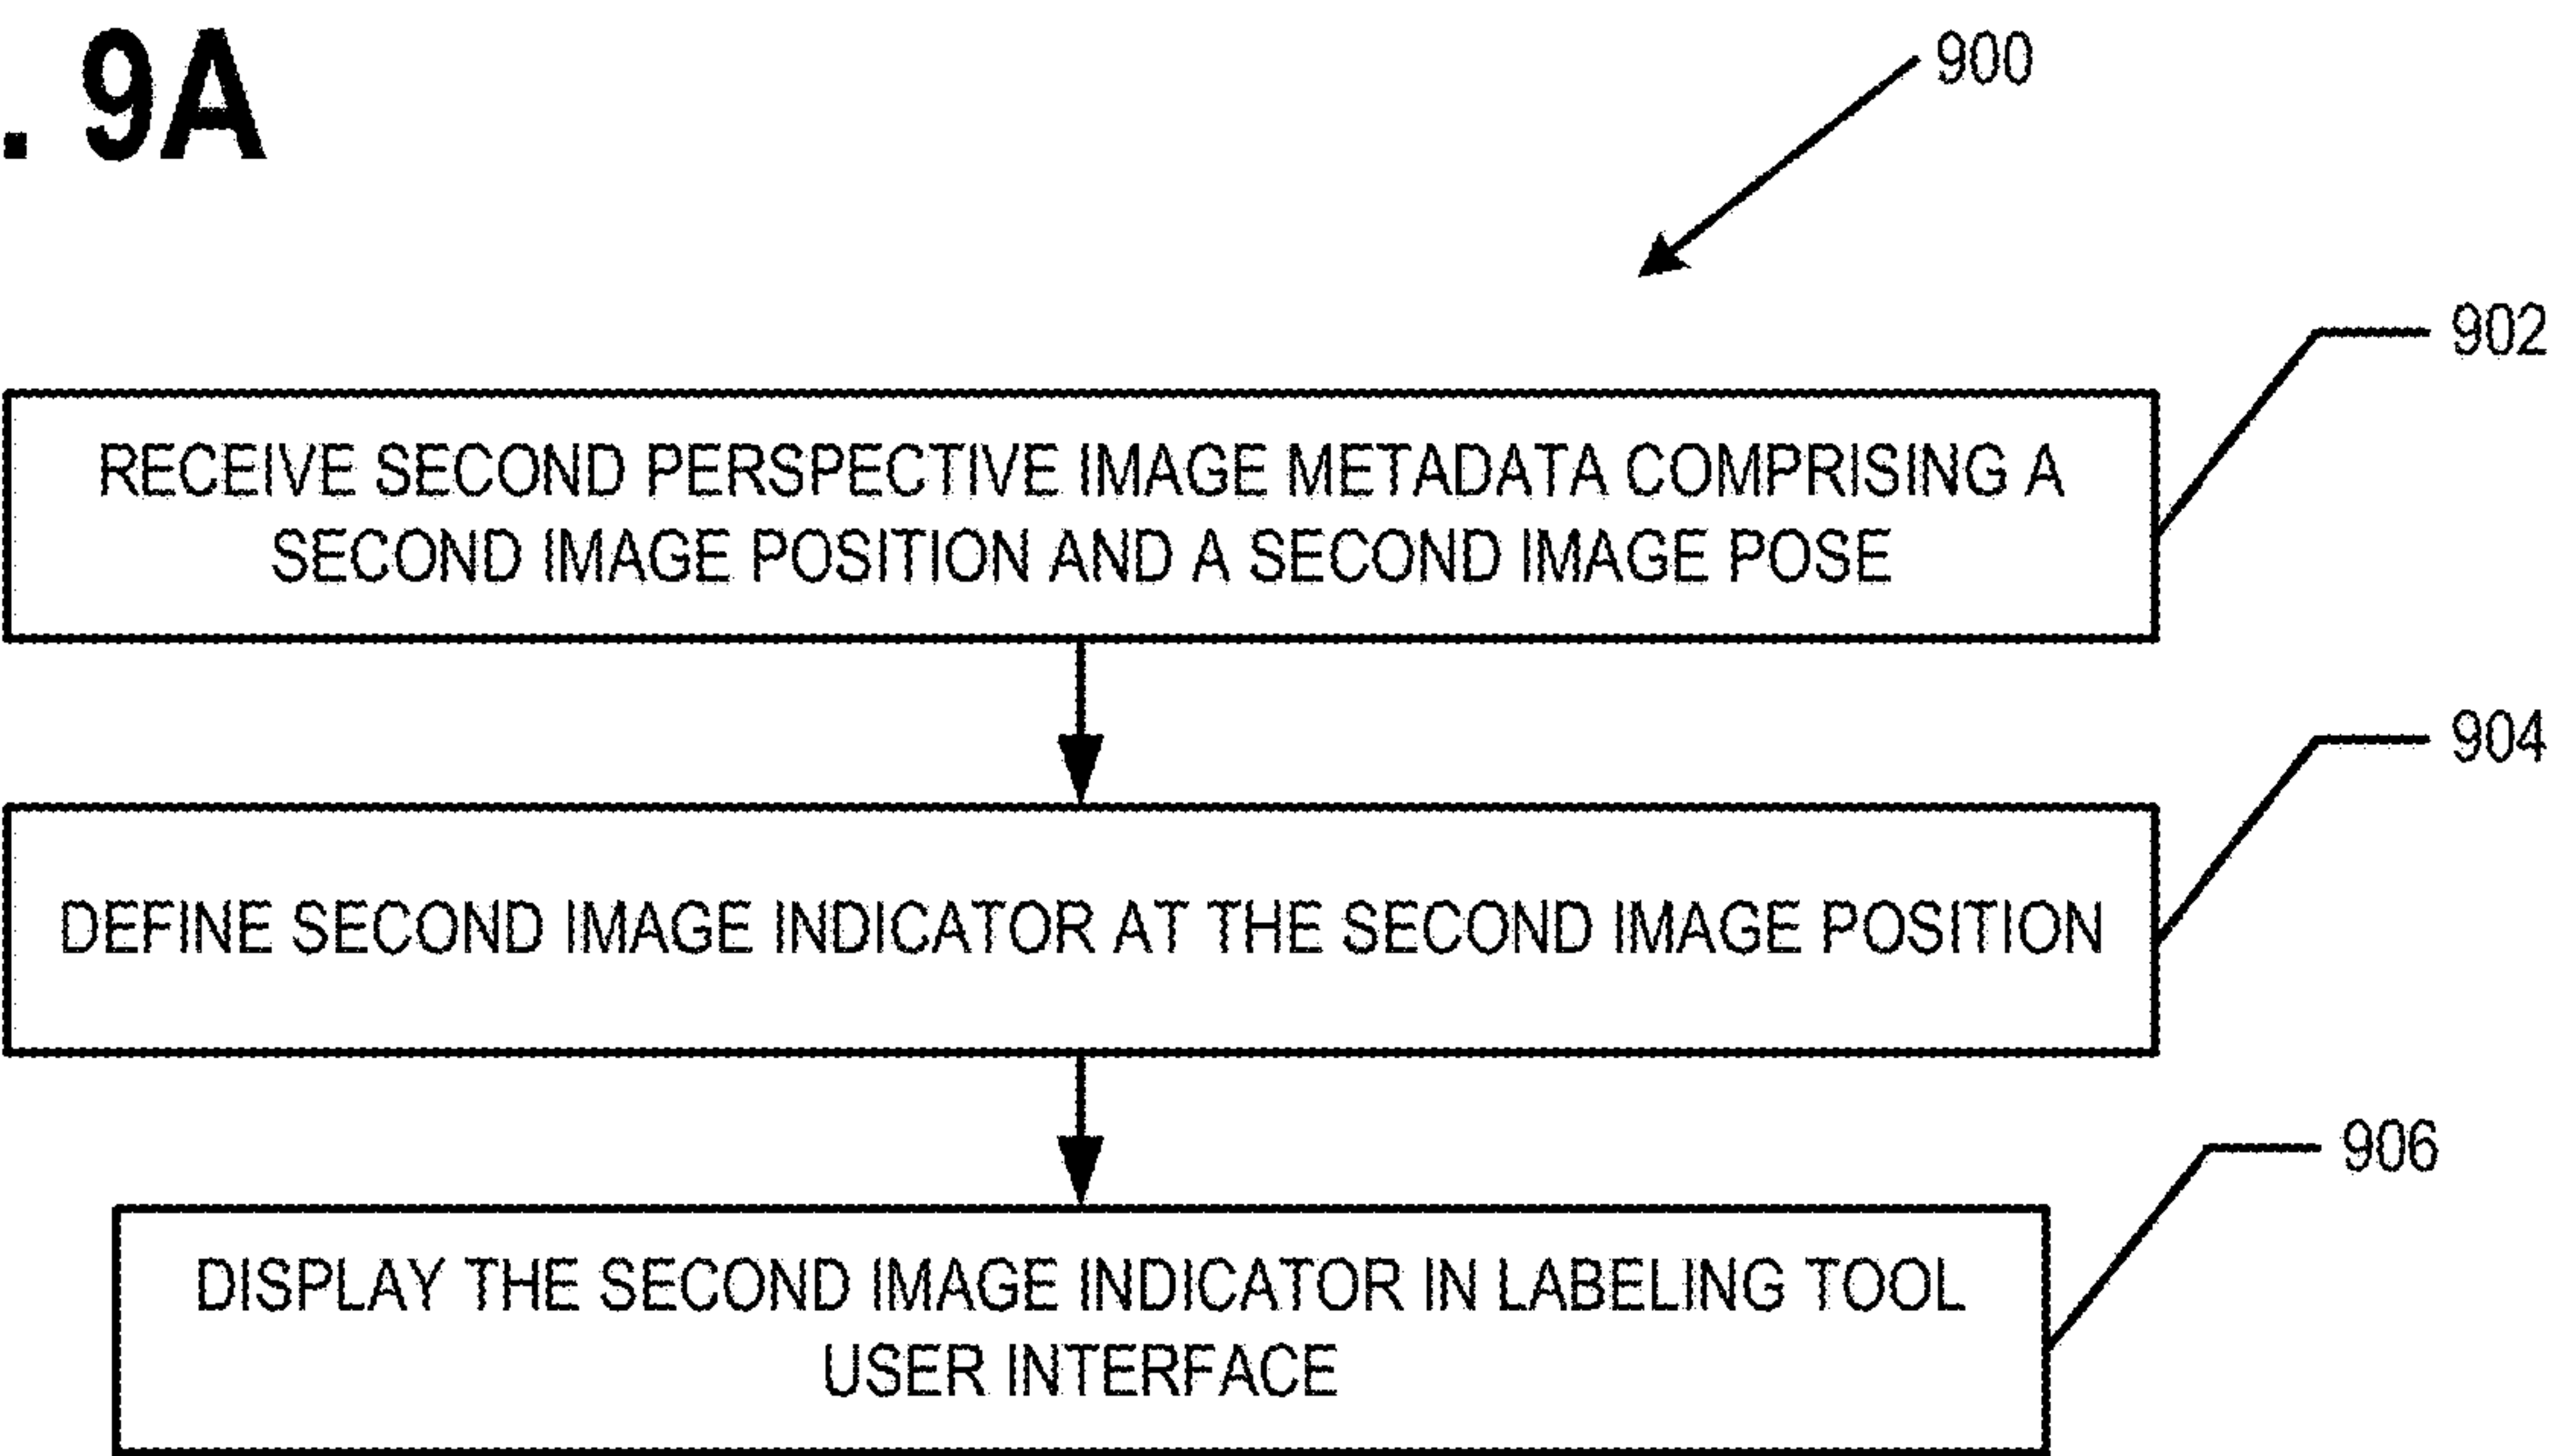 . 9A
900
902
RECEIVE SECOND PERSPECTIVE IMAGE METADATA COMPRISING A
SECOND IMAGE POSITION AND A SECOND IMAGE POSE
904
DEFINE SECOND IMAGE INDICATOR AT THE SECOND IMAGE POSITION
906
DISPLAY THE SECOND IMAGE INDICATOR IN LABELING TOOL
USER INTERFACE